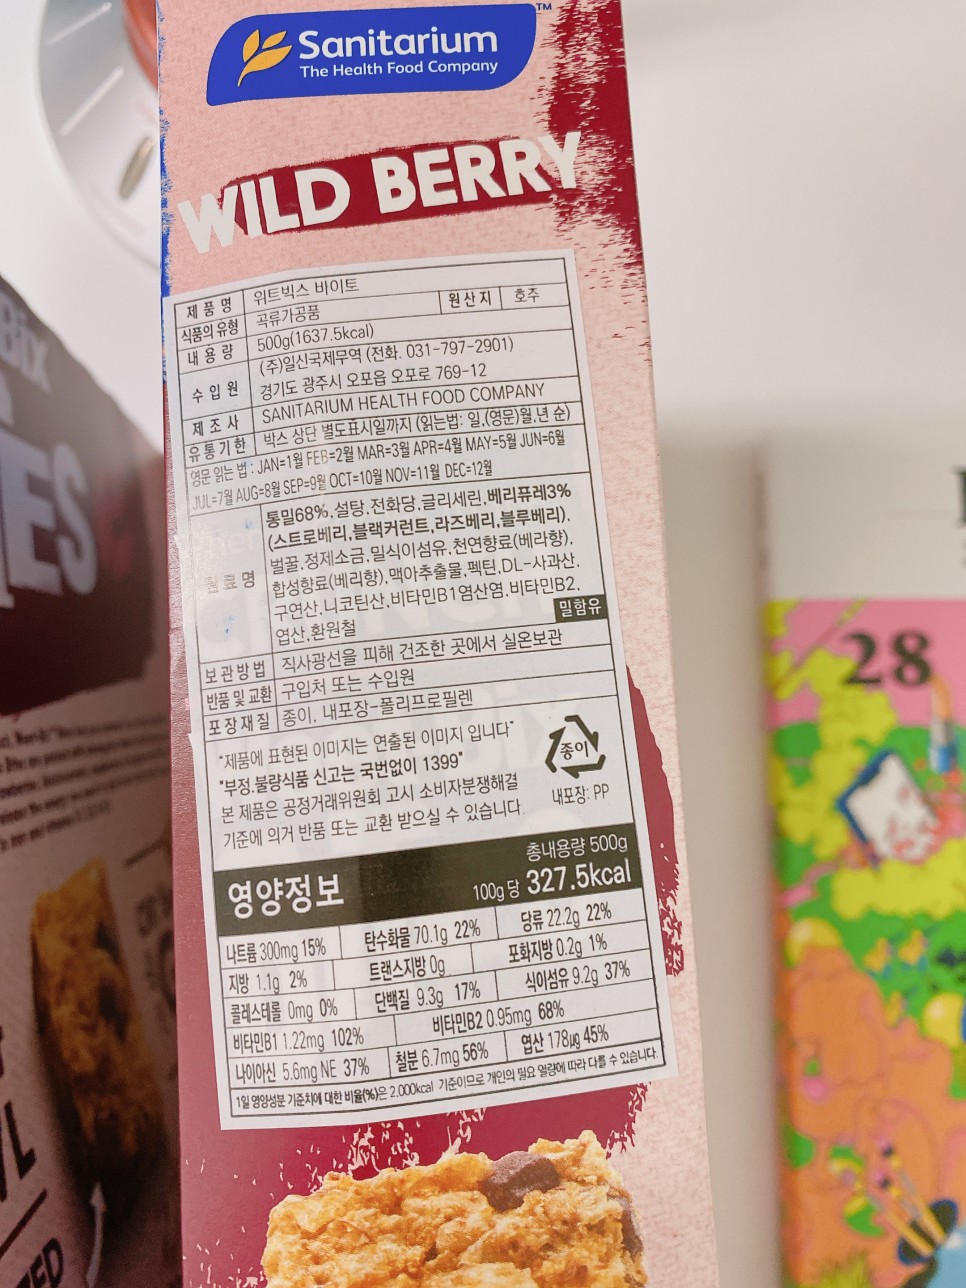 Sanitarium
TM
The Health Food Company
WILD BERRY
제 품 명 위트빅스 바이트 원산지 호주
식품의 유형 곡류가공품
내 용 량 500g(1637.5kcal)
수 입 원 (주)일신국제무역 (전화. 031-797-2901)
경기도 광주시 오포읍 오포로 769-12
제 조 사 SANITARIUM HEALTH FOOD COMPANY
유통기한 박스 상단 별도표시일까지 (읽는법: 일,(영문)월,년 순)
영문 읽는 법 : JAN=1월 FEB=2월 MAR=3월 APR=4월 MAY=5월 JUN=6월
JUL=7월 AUG=8월 SEP=9월 OCT=10월 NOV=11월 DEC=12월
원 료 명 통밀68%,설탕,전화당,글리세린,베리퓨레3%
(스트로베리,블랙커런트,라즈베리,블루베리),
벌꿀,정제소금,밀식이섬유,천연향료(베라향),
합성향료(베리향),맥아추출물,펙틴,DL-사과산,
구연산,니코틴산,비타민B1염산염,비타민B2,
엽산,환원철 밀함유
보관방법 직사광선을 피해 건조한 곳에서 실온보관
반품 및 교환 구입처 또는 수입원
포장재질 종이, 내포장-폴리프로필렌
"제품에 표현된 이미지는 연출된 이미지 입니다"
"부정,불량식품 신고는 국번없이 1399"
본 제품은 공정거래위원회 고시 소비자분쟁해결
기준에 의거 반품 또는 교환 받으실 수 있습니다.
종이
내포장: PP
영양정보 총내용량 500g
100g 당 327.5kcal
나트륨 300mg 15% 탄수화물 70.1g 22% 당류 22.2g 22%
지방 1.1g 2% 트랜스지방 0g 포화지방 0.2g 1%
콜레스테롤 0mg 0% 단백질 9.3g 17% 식이섬유 9.2g 37%
비타민B1 1.22mg 102% 비타민B2 0.95mg 68%
나이아신 5.6mg NE 37% 철분 6.7mg 56% 엽산 178μg 45%
1일 영양성분 기준치에 대한 비율(%)은 2,000kcal 기준이므로 개인의 필요 열량에 따라 다를 수 있습니다.
Bix
ES
28